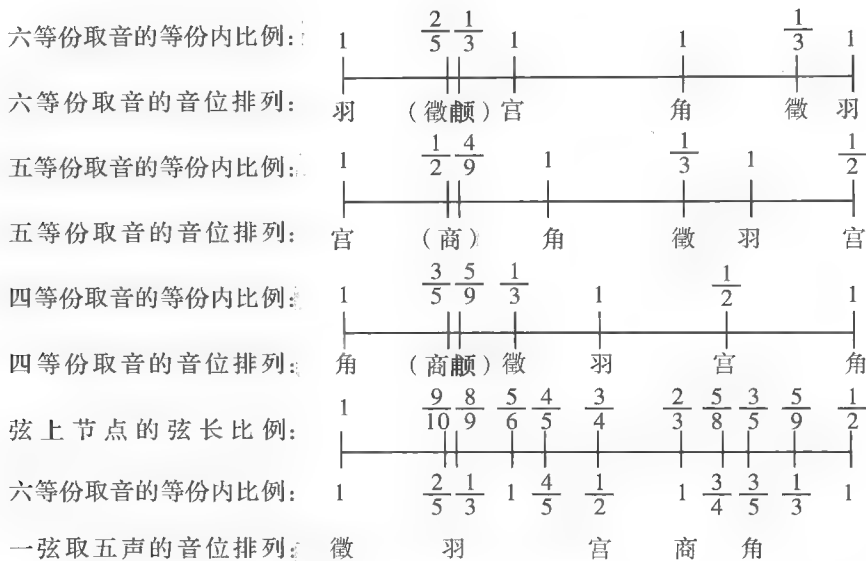 六等份取音的等份内比例: 1 2/5 1/3 1 1 1/3 1
六等份取音的音位排列: 羽 (徵顑) 宫 角 徵 羽
五等份取音的等份内比例: 1 1/2 4/9 1 1/3 1 1/2
五等份取音的音位排列: 宫 (商) 角 徵 羽 宫
四等份取音的等份内比例: 1 3/5 5/9 1/3 1 1/2 1
四等份取音的音位排列: 角 (商顑) 徵 羽 宫 角
弦上节点的弦长比例: 1 9/10 8/9 5/6 4/5 3/4 2/3 5/8 3/5 5/9 1/2
六等份取音的等份内比例: 1 2/5 1/3 1 4/5 1/2 1 3/4 3/5 1/3 1
一弦取五声的音位排列: 徵 羽 宫 商 角